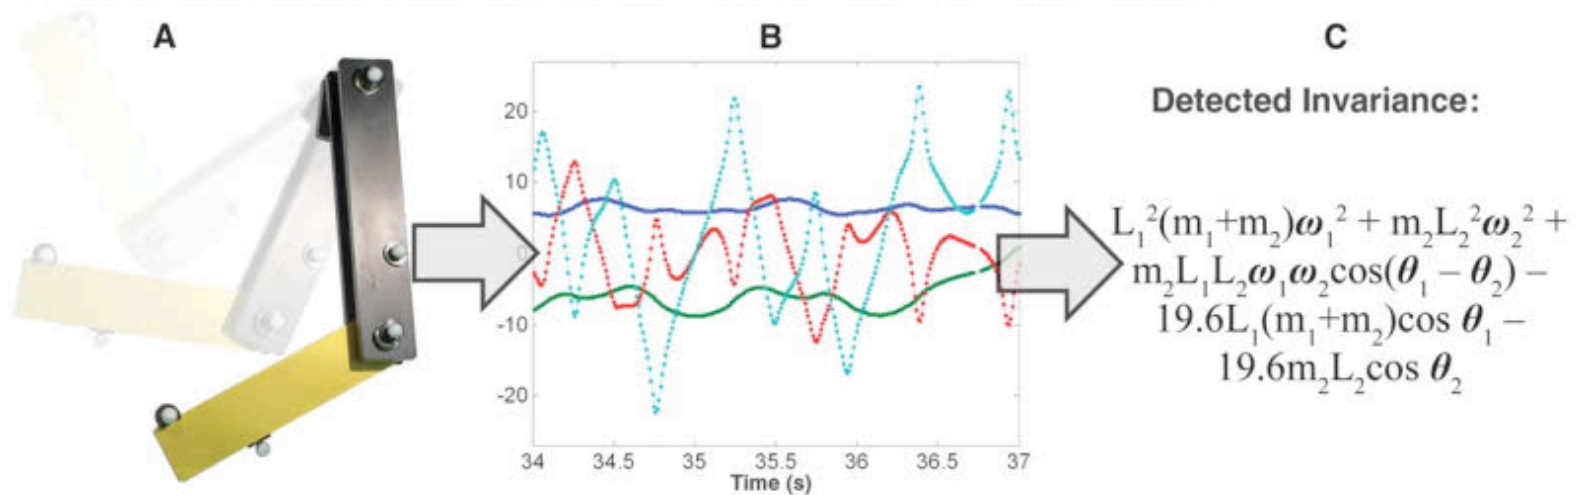 A
B
C
Detected Invariance:
20
10
0
-10
-20
34 34.5 35 35.5 36 36.5 37
Time (s)
L₁²(m₁+m₂)ω₁² + m₂L₂²ω₂² +
m₂L₁L₂ω₁ω₂cos(θ₁ − θ₂) −
19.6L₁(m₁+m₂)cos θ₁ −
19.6m₂L₂cos θ₂